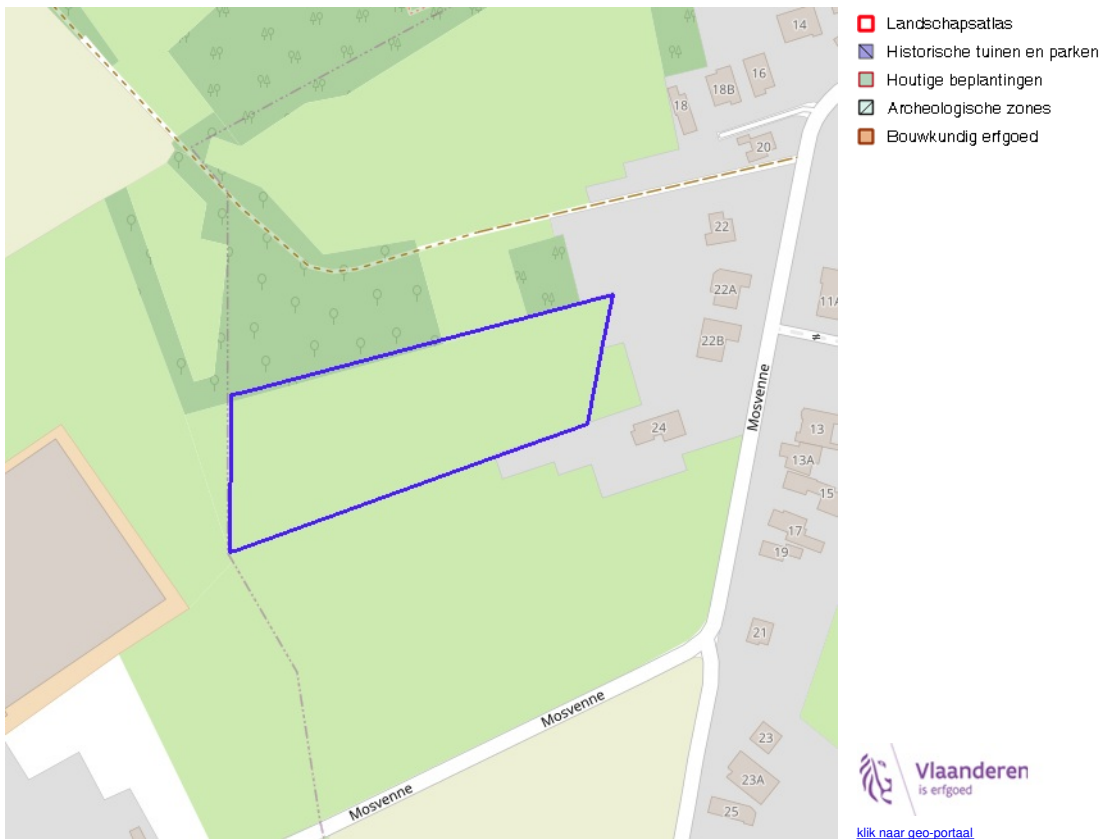 Landschapsatlas
Historische tuinen en parken
Houtige beplantingen
Archeologische zones
Bouwkundig erfgoed
14
16
18B
18
20
22
22A
11A
22B
Mosvenne
24
13
13A
15
17
19
21
Mosvenne
23
23A
25
Mosvenne
Vlaanderen
is erfgoed
klik naar geo-portaal